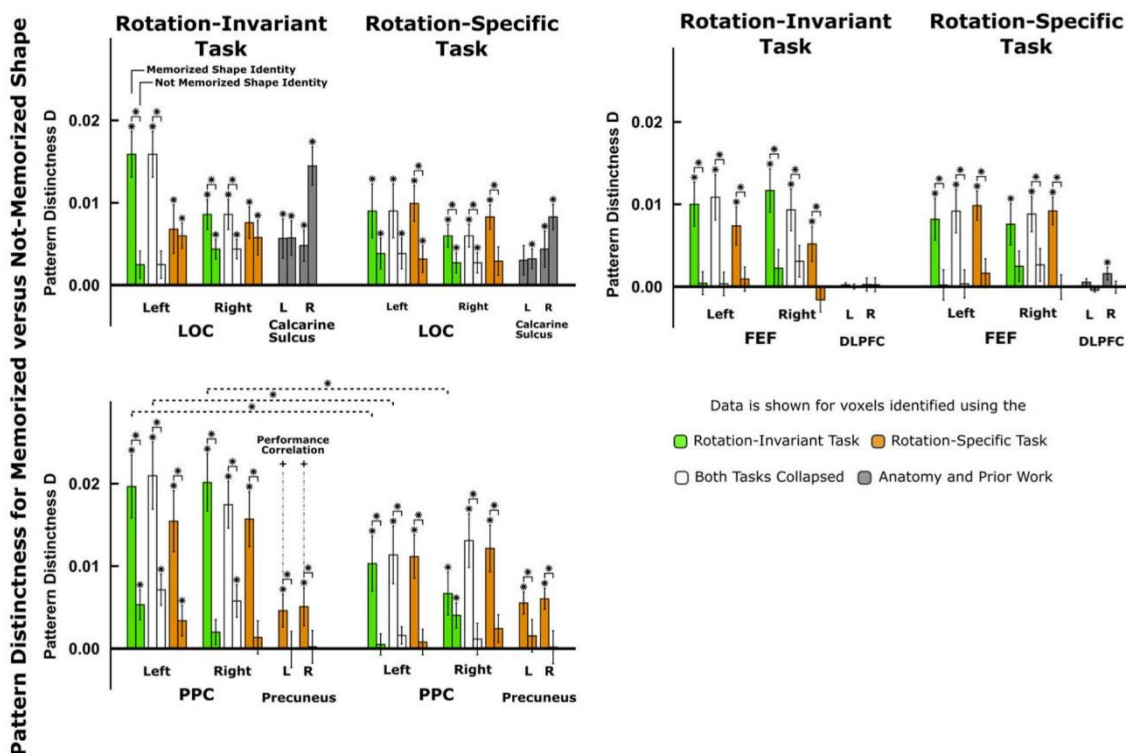 Pattern Distinctness for Memorized versus Not-Memorized Shape
Rotation-Invariant Task
Rotation-Specific Task
Memorized Shape Identity
Not Memorized Shape Identity
Patterern Distinctness D
0.02
0.01
0.00
Left
Right
L
R
LOC
Calcarine Sulcus
Left
Right
L
R
LOC
Calcarine Sulcus
Rotation-Invariant Task
Rotation-Specific Task
Patterern Distinctness D
0.02
0.01
0.00
Left
Right
L
R
FEF
DLPFC
Left
Right
L
R
FEF
DLPFC
Patterern Distinctness D
0.02
0.01
0.00
Performance Correlation
Left
Right
L
R
PPC
Precuneus
Left
Right
L
R
PPC
Precuneus
Data is shown for voxels identified using the
Rotation-Invariant Task
Rotation-Specific Task
Both Tasks Collapsed
Anatomy and Prior Work